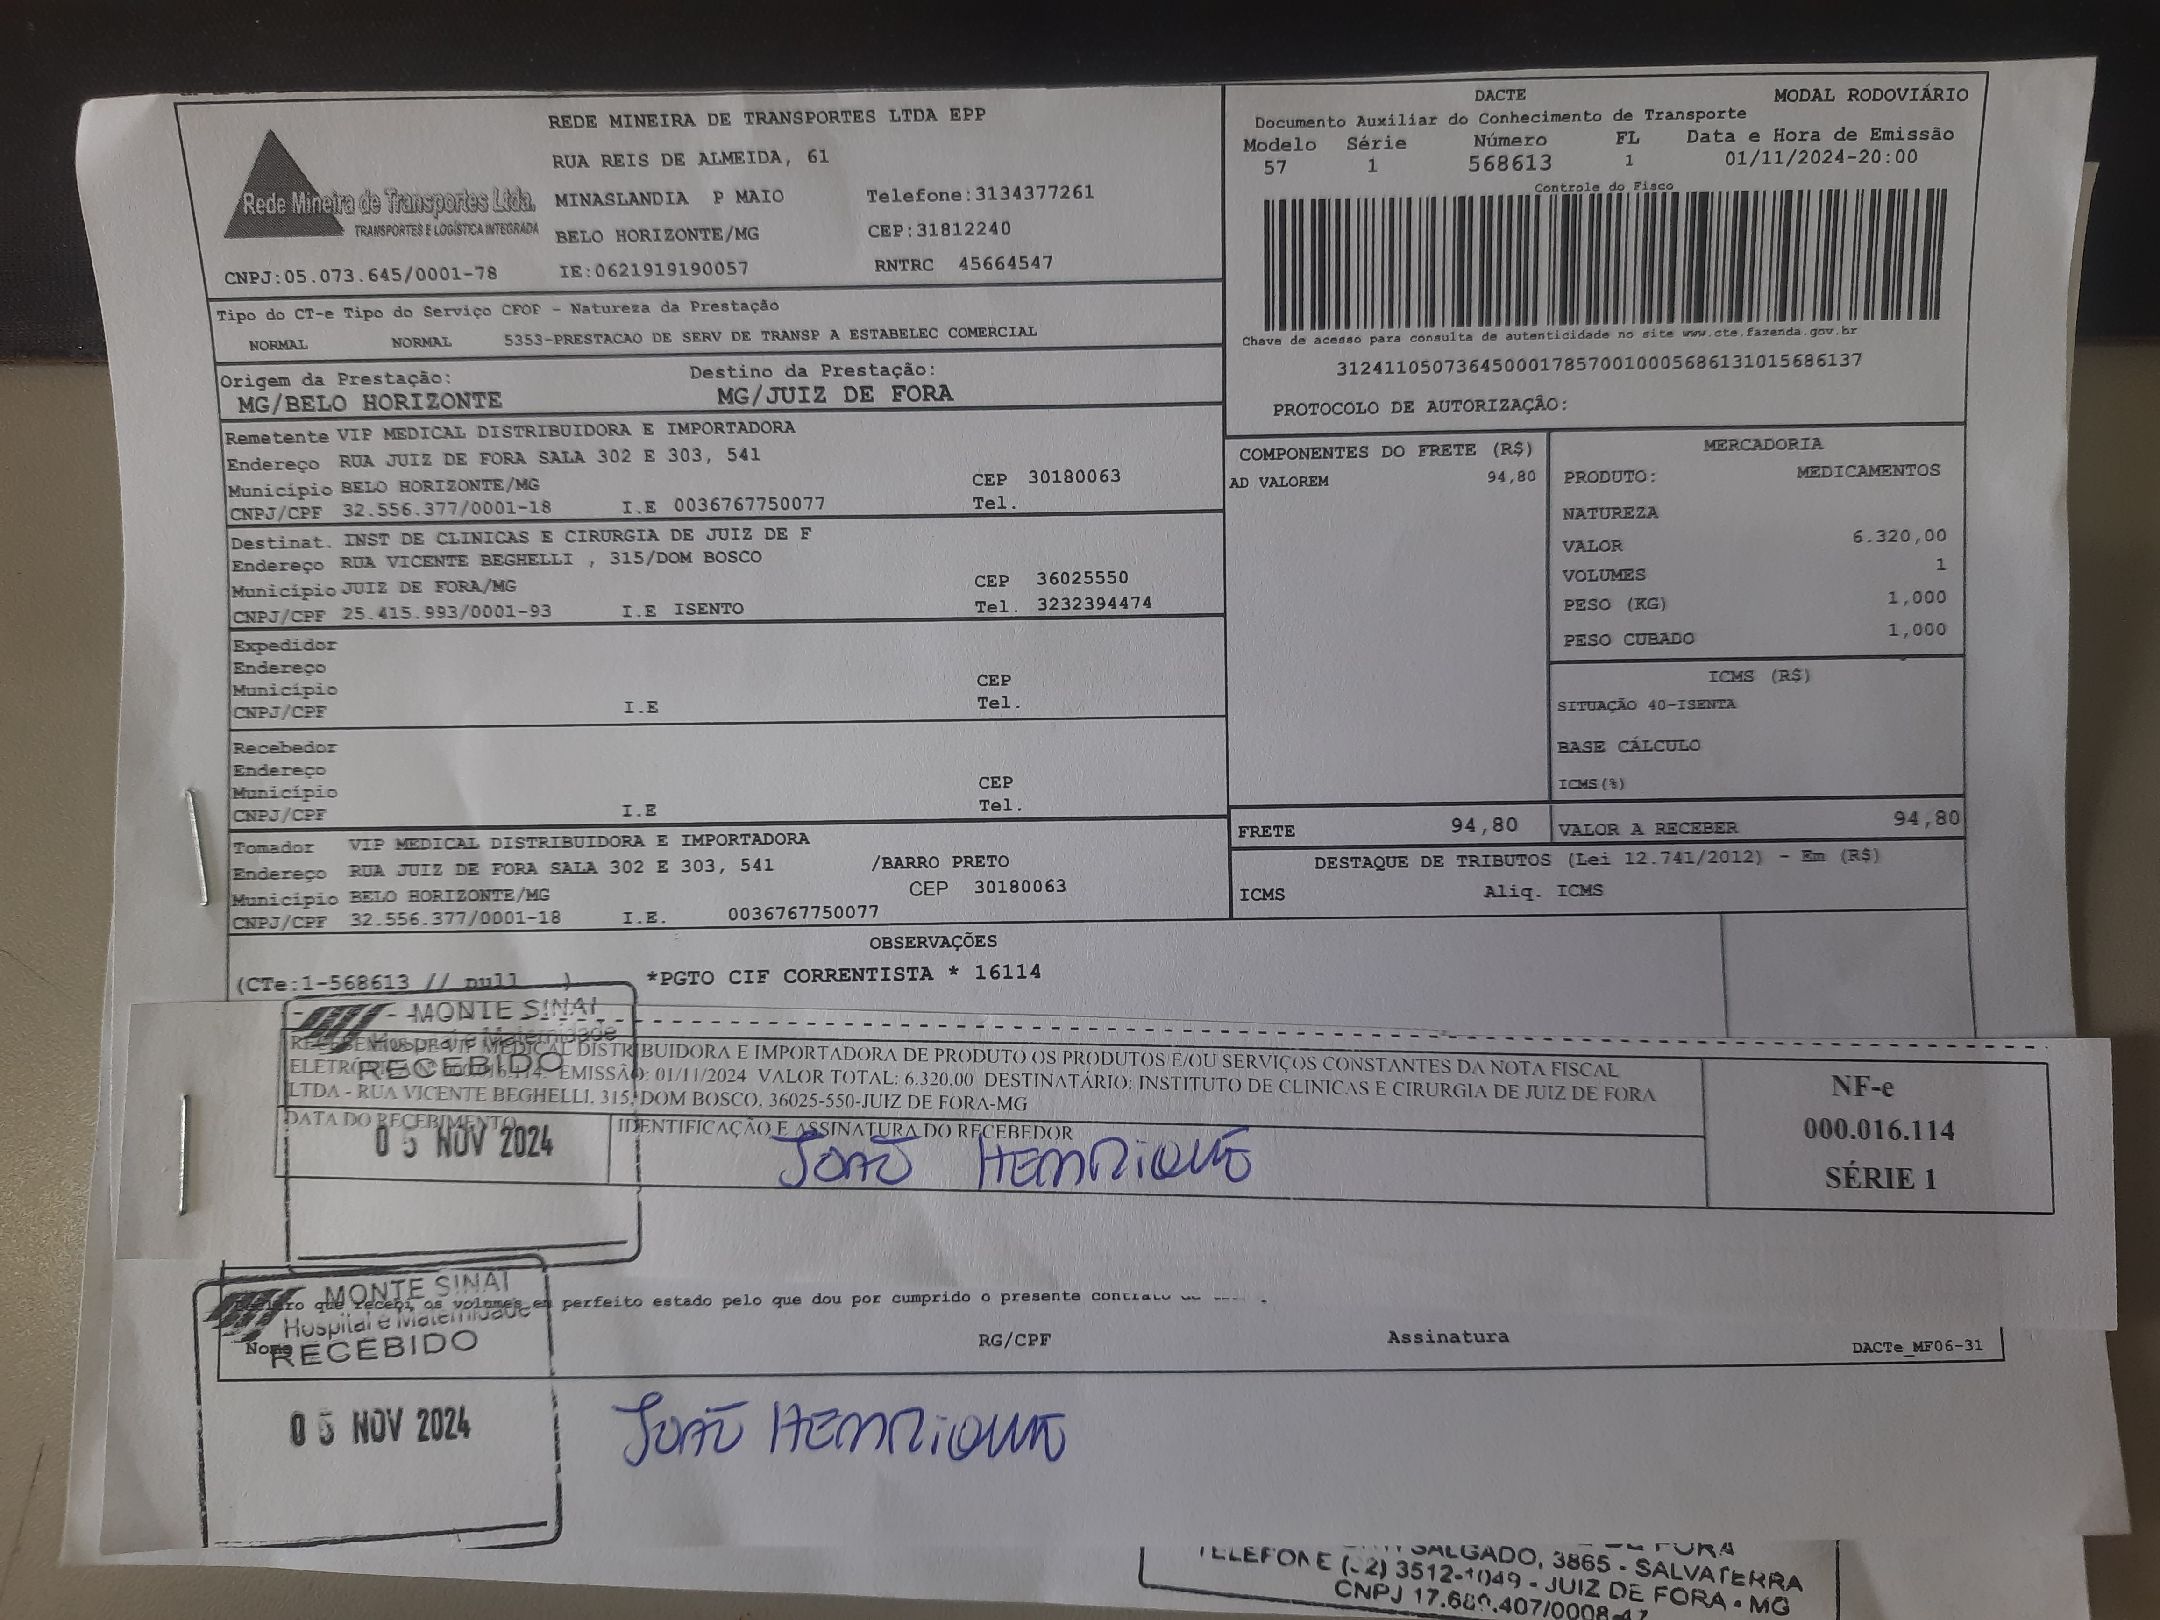 REDE MINEIRA DE TRANSPORTES LTDA EPP
RUA REIS DE ALMEIDA, 61
MINASLANDIA P MAIO Telefone:3134377261
BELO HORIZONTE/MG CEP:31812240
Rede Mineira de Transportes Ltda.
TRANSPORTES E LOGÍSTICA INTEGRADA
CNPJ:05.073.645/0001-78 IE:0621919190057 RNTRC 45664547
DACTE MODAL RODOVIÁRIO
Documento Auxiliar do Conhecimento de Transporte
Modelo Série Número FL Data e Hora de Emissão
57 1 568613 1 01/11/2024-20:00
Controle do Fisco
Chave de acesso para consulta de autenticidade no site www.cte.fazenda.gov.br
31241105073645000178570010005686131015686137
PROTOCOLO DE AUTORIZAÇÃO:
Tipo do CT-e Tipo do Serviço CFOP - Natureza da Prestação
NORMAL NORMAL 5353-PRESTACAO DE SERV DE TRANSP A ESTABELEC COMERCIAL
Origem da Prestação: Destino da Prestação:
MG/BELO HORIZONTE MG/JUIZ DE FORA
Remetente VIP MEDICAL DISTRIBUIDORA E IMPORTADORA
Endereço RUA JUIZ DE FORA SALA 302 E 303, 541
Município BELO HORIZONTE/MG CEP 30180063
CNPJ/CPF 32.556.377/0001-18 I.E 0036767750077 Tel.
Destinat. INST DE CLINICAS E CIRURGIA DE JUIZ DE F
Endereço RUA VICENTE BEGHELLI , 315/DOM BOSCO
Município JUIZ DE FORA/MG CEP 36025550
CNPJ/CPF 25.415.993/0001-93 I.E ISENTO Tel. 3232394474
Expedidor
Endereço
Município CEP
CNPJ/CPF I.E Tel.
Recebedor
Endereço
Município CEP
CNPJ/CPF I.E Tel.
Tomador VIP MEDICAL DISTRIBUIDORA E IMPORTADORA
Endereço RUA JUIZ DE FORA SALA 302 E 303, 541 /BARRO PRETO
Município BELO HORIZONTE/MG CEP 30180063
CNPJ/CPF 32.556.377/0001-18 I.E. 0036767750077
COMPONENTES DO FRETE (R$)
AD VALOREM 94,80
MERCADORIA
PRODUTO: MEDICAMENTOS
NATUREZA
VALOR 6.320,00
VOLUMES 1
PESO (KG) 1,000
PESO CUBADO 1,000
ICMS (R$)
SITUAÇÃO 40-ISENTA
BASE CÁLCULO
ICMS(%)
FRETE 94,80 VALOR A RECEBER 94,80
DESTAQUE DE TRIBUTOS (Lei 12.741/2012) - Em (R$)
ICMS Aliq. ICMS
OBSERVAÇÕES
(CTe:1-568613 // null ) *PGTO CIF CORRENTISTA * 16114
MONTE SINAI
Hospital e Maternidade
RECEBIDO
05 NOV 2024
RECEBEMOS DE VIP MEDICAL DISTRIBUIDORA E IMPORTADORA DE PRODUTO OS PRODUTOS E/OU SERVIÇOS CONSTANTES DA NOTA FISCAL
EMISSÃO: 01/11/2024 VALOR TOTAL: 6.320,00 DESTINATÁRIO: INSTITUTO DE CLINICAS E CIRURGIA DE JUIZ DE FORA
LTDA - RUA VICENTE BEGHELLI, 315, DOM BOSCO, 36025-550-JUIZ DE FORA-MG
DATA DO RECEBIMENTO IDENTIFICAÇÃO E ASSINATURA DO RECEBEDOR
JOÃO HENRIQUE
NF-e
000.016.114
SÉRIE 1
MONTE SINAI
Hospital e Maternidade
RECEBIDO
05 NOV 2024
que recebi os volumes em perfeito estado pelo que dou por cumprido o presente
Nome RG/CPF Assinatura DACTe_MF06-31
JOÃO HENRIQUE
SALGADO, 3865 - SALVATERRA
TELEFONE 3512-1049 - JUIZ DE FORA - MG
CNPJ